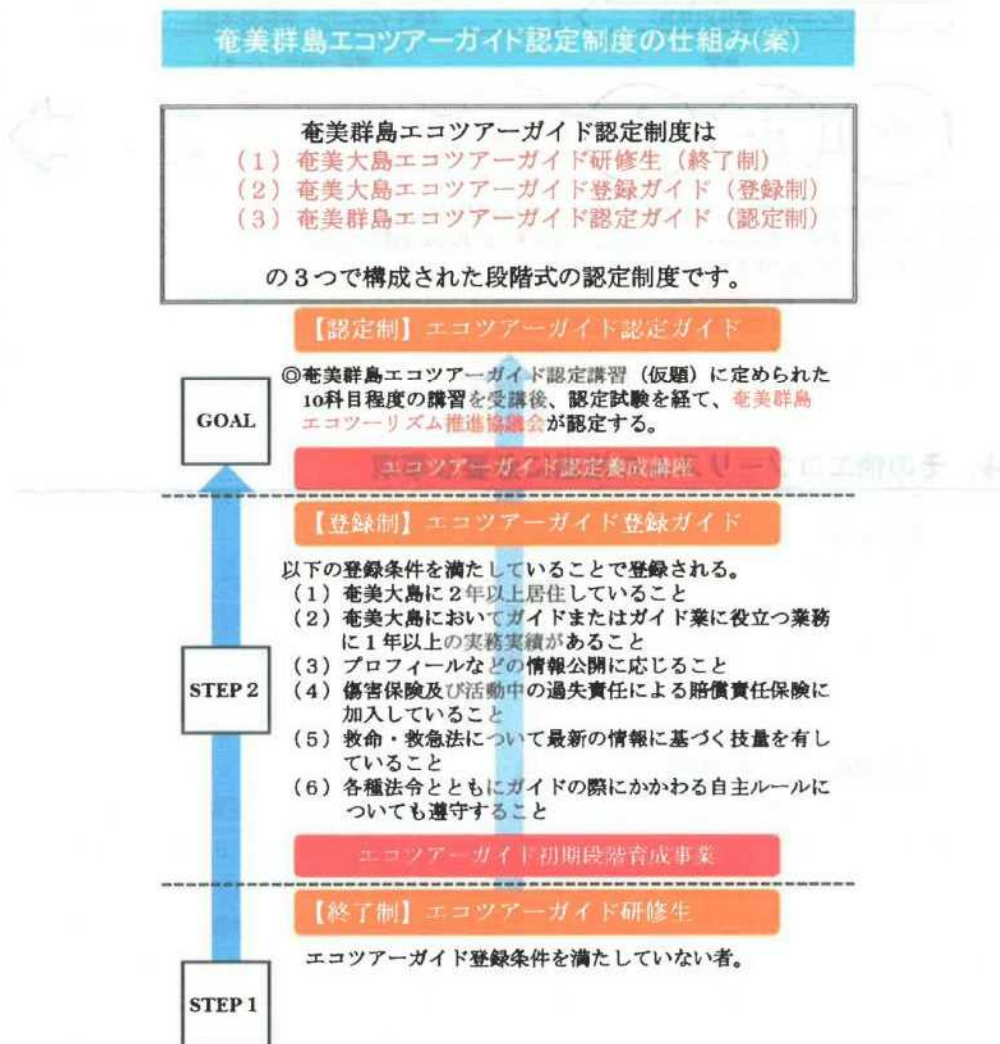 奄美群島エコツアーガイド認定制度の仕組み(案)
奄美群島エコツアーガイド認定制度は
(1)奄美大島エコツアーガイド研修生(終了制)
(2)奄美大島エコツアーガイド登録ガイド(登録制)
(3)奄美群島エコツアーガイド認定ガイド(認定制)
の3つで構成された段階式の認定制度です。
【認定制】エコツアーガイド認定ガイド
GOAL
◎奄美群島エコツアーガイド認定講習(仮題)に定められた
10科目程度の講習を受講後、認定試験を経て、奄美群島
エコツーリズム推進協議会が認定する。
エコツアーガイド認定養成講座
【登録制】エコツアーガイド登録ガイド
以下の登録条件を満たしていることで登録される。
(1)奄美大島に2年以上居住していること
(2)奄美大島においてガイドまたはガイド業に役立つ業務
に1年以上の実務実績があること
(3)プロフィールなどの情報公開に応じること
STEP 2
(4)傷害保険及び活動中の過失責任による賠償責任保険に
加入していること
(5)救命・救急法について最新の情報に基づく技量を有し
ていること
(6)各種法令とともにガイドの際にかかわる自主ルールに
ついても遵守すること
エコツアーガイド初期段階育成事業
【終了制】エコツアーガイド研修生
エコツアーガイド登録条件を満たしていない者。
STEP 1